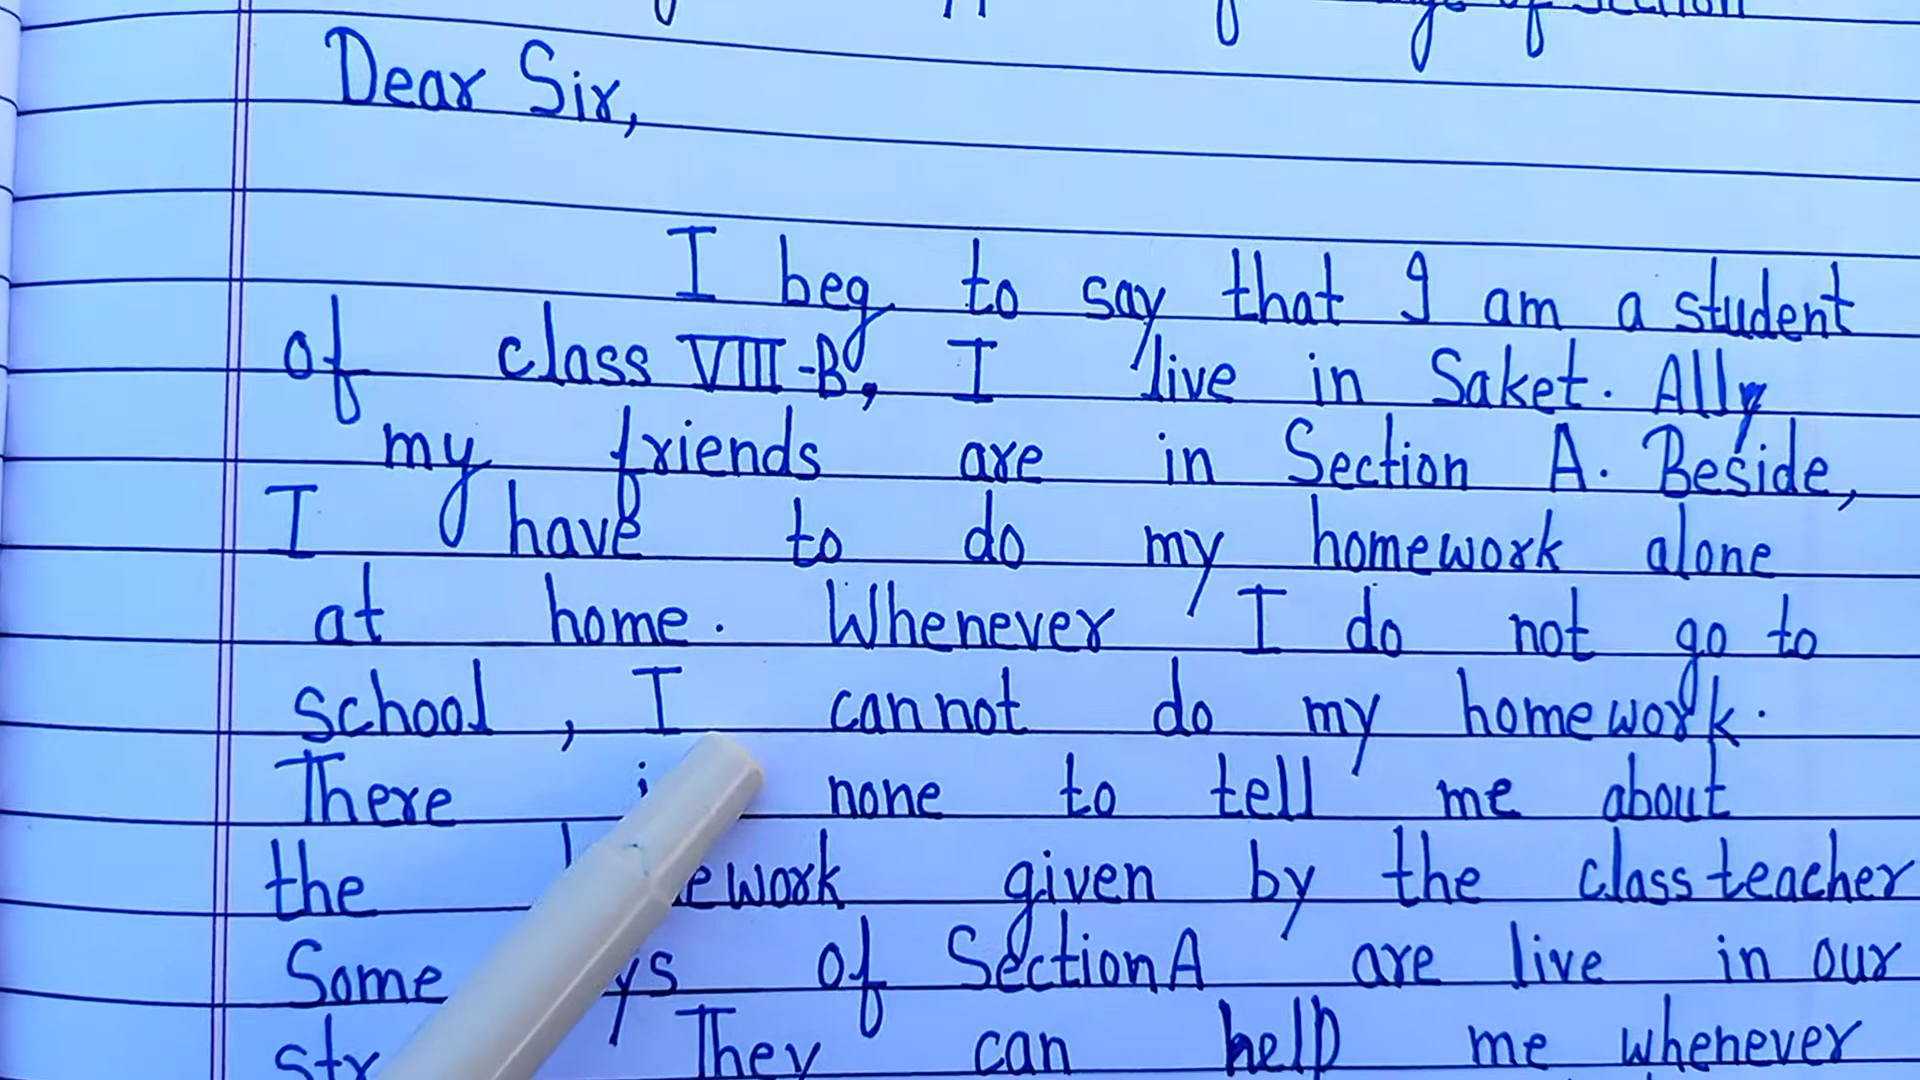 of Section
Dear Sir,
I beg to say that I am a student
of class VIII-B, I live in Saket. All
my friends are in Section A. Beside,
I have to do my homework alone
at home. Whenever I do not go to
school, I cannot do my homework.
There none to tell me about
the given by the class teacher
Some of Section A are live in our
They can help me whenever